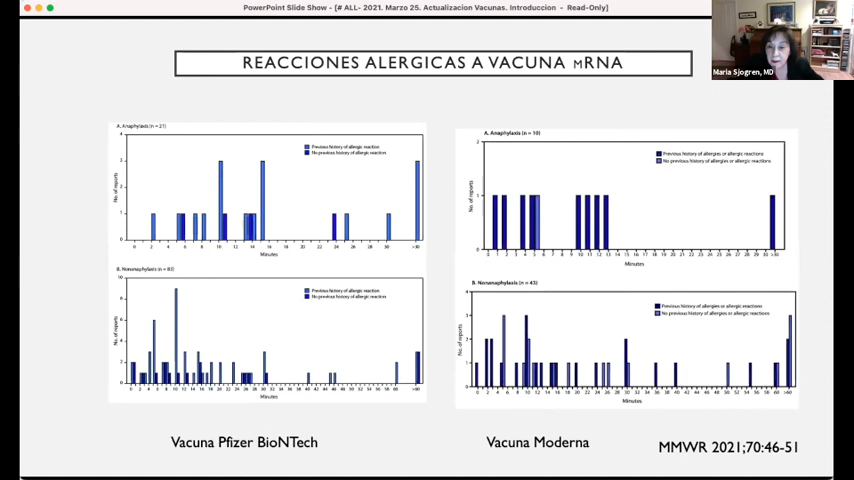 PowerPoint Slide Show - [# ALL- 2021. Marzo 25. Actualizacion Vacunas. Introduccion - Read-Only]
Maria Sjogren, MD
REACCIONES ALERGICAS A VACUNA mRNA
A. Anaphylaxis (n = 21)
Previous history of allergic reaction
No previous history of allergic reaction
No. of reports
Minutes
B. Nonanaphylaxis (n = 83)
Previous history of allergic reaction
No previous history of allergic reaction
No. of reports
Minutes
A. Anaphylaxis (n = 10)
Previous history of allergies or allergic reactions
No previous history of allergies or allergic reactions
No. of reports
Minutes
B. Nonanaphylaxis (n = 43)
Previous history of allergies or allergic reactions
No previous history of allergies or allergic reactions
No. of reports
Minutes
Vacuna Pfizer BioNTech
Vacuna Moderna
MMWR 2021;70:46-51